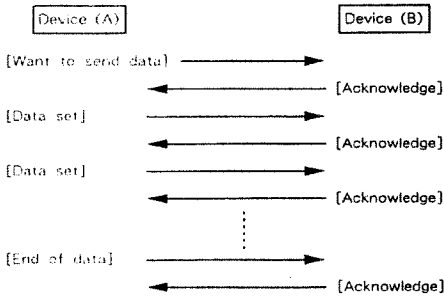 Device (A) Device (B)
[Want to send data]
[Acknowledge]
[Data set]
[Acknowledge]
[Data set]
[Acknowledge]
[End of data]
[Acknowledge]